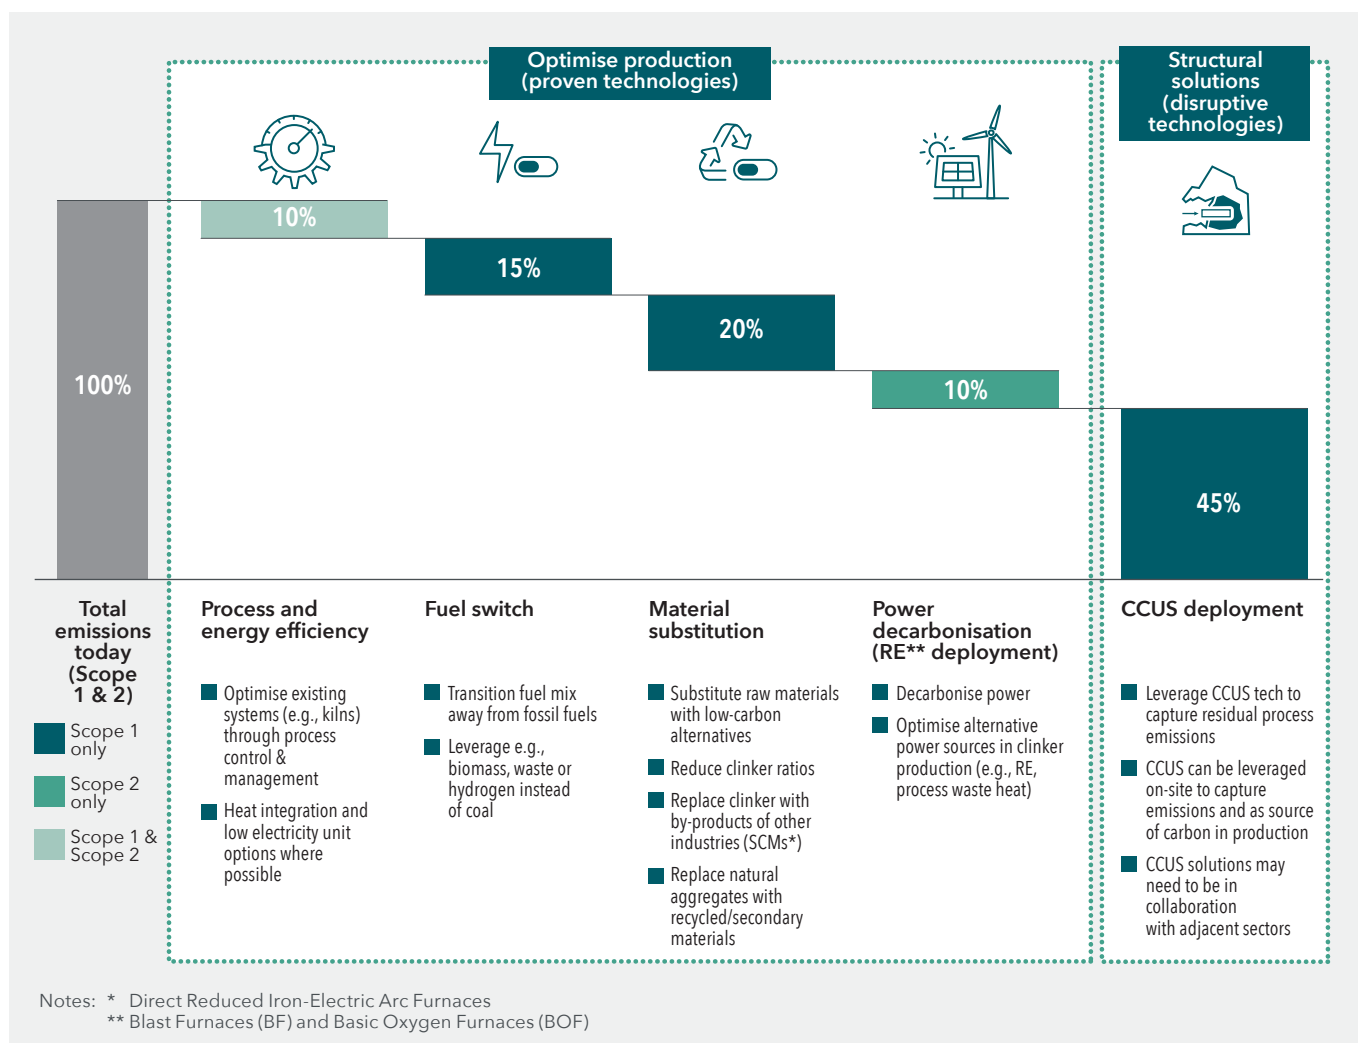 Optimise production
(proven technologies)
Structural
solutions
(disruptive
technologies)
100%
10%
15%
20%
10%
45%
Total
emissions
today
(Scope
1 & 2)
Scope 1
only
Scope 2
only
Scope 1 &
Scope 2
Process and
energy efficiency
Optimise existing
systems (e.g., kilns)
through process
control &
management
Heat integration and
low electricity unit
options where
possible
Fuel switch
Transition fuel mix
away from fossil fuels
Leverage e.g.,
biomass, waste or
hydrogen instead
of coal
Material
substitution
Substitute raw materials
with low-carbon
alternatives
Reduce clinker ratios
Replace clinker with
by-products of other
industries (SCMs*)
Replace natural
aggregates with
recycled/secondary
materials
Power
decarbonisation
(RE** deployment)
Decarbonise power
Optimise alternative
power sources in clinker
production (e.g., RE,
process waste heat)
CCUS deployment
Leverage CCUS tech to
capture residual process
emissions
CCUS can be leveraged
on-site to capture
emissions and as source
of carbon in production
CCUS solutions may
need to be in
collaboration
with adjacent sectors
Notes: * Direct Reduced Iron-Electric Arc Furnaces
** Blast Furnaces (BF) and Basic Oxygen Furnaces (BOF)